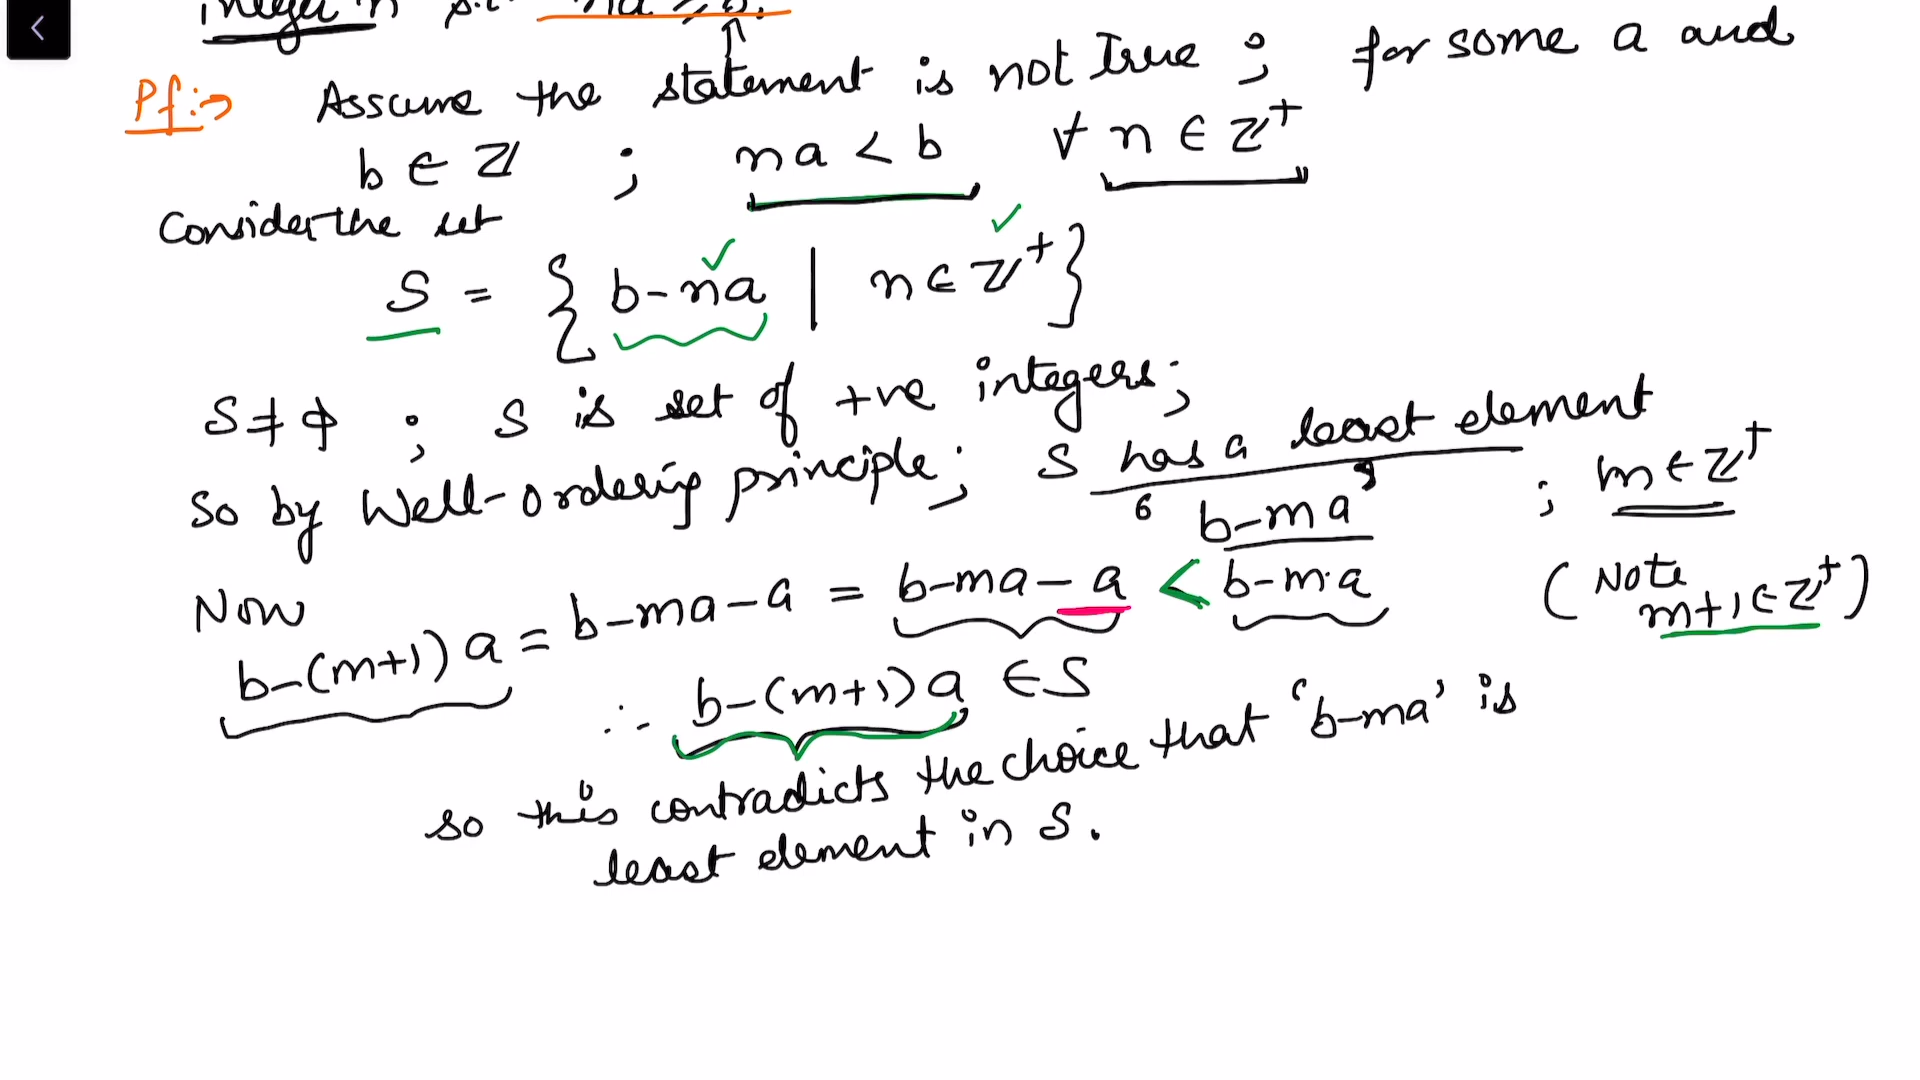 integer n s.t. na ≥ b.
Pf:→ Assume the statement is not True ; for some a and
b ∈ Z ; na < b ∀ n ∈ Z⁺
Consider the set
S = { b-na | n ∈ Z⁺ }
S ≠ ϕ ; S is set of +ve integers;
So by Well-ordering principle; S has a least element
‘b-ma’ ; m ∈ Z⁺
Now
b-(m+1)a = b-ma-a = b-ma-a < b-m.a (Note m+1 ∈ Z⁺)
∴ b-(m+1)a ∈ S
so this contradicts the choice that ‘b-ma’ is
least element in S.